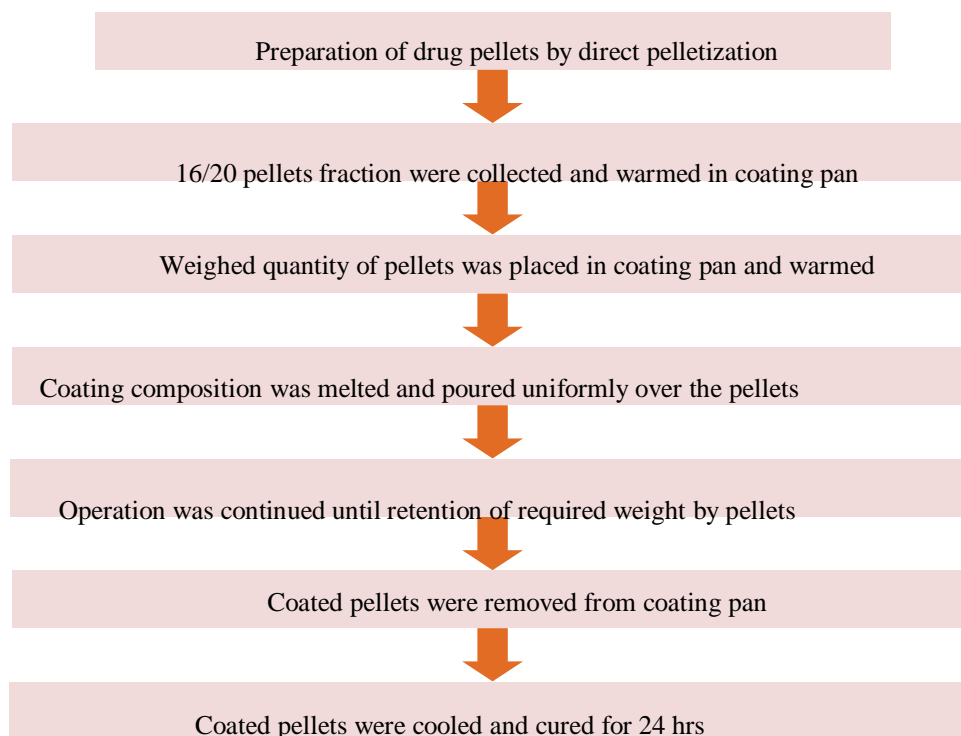 Preparation of drug pellets by direct pelletization
16/20 pellets fraction were collected and warmed in coating pan
Weighed quantity of pellets was placed in coating pan and warmed
Coating composition was melted and poured uniformly over the pellets
Operation was continued until retention of required weight by pellets
Coated pellets were removed from coating pan
Coated pellets were cooled and cured for 24 hrs